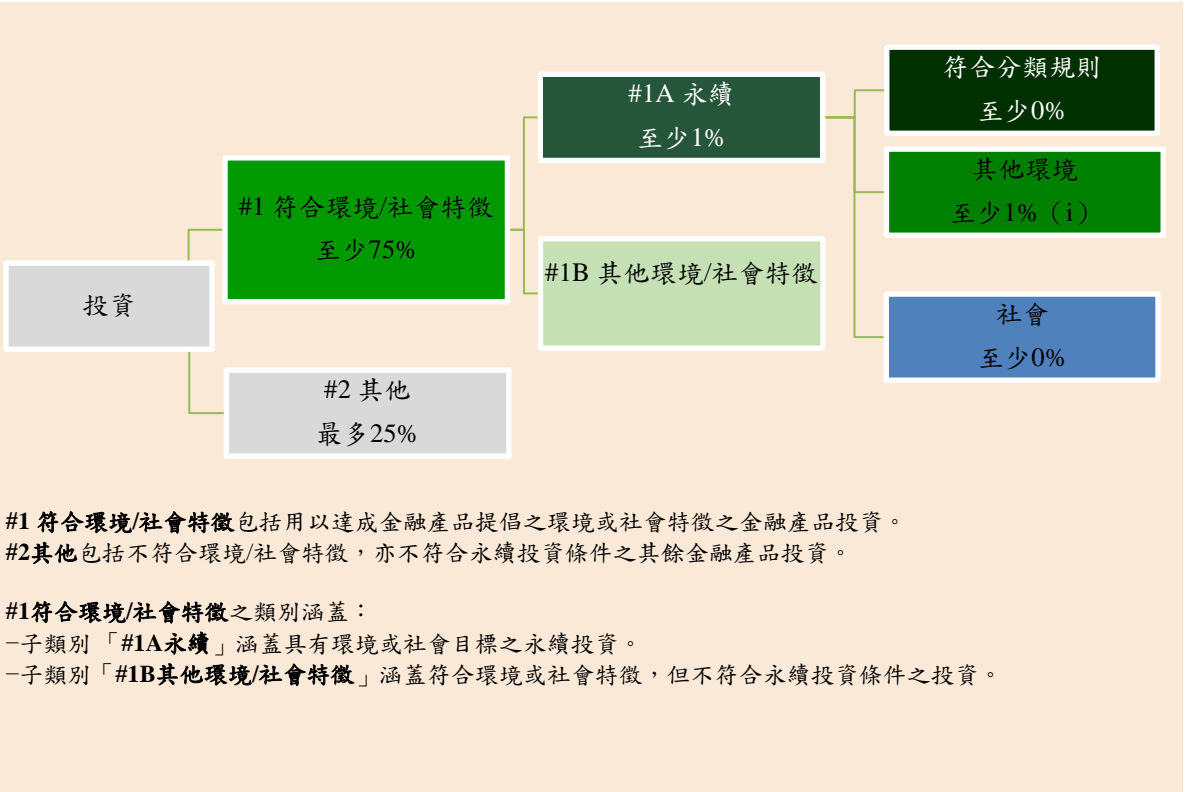 投資
#1 符合環境/社會特徵
至少75%
#2 其他
最多25%
#1A 永續
至少1%
#1B 其他環境/社會特徵
符合分類規則
至少0%
其他環境
至少1%（i）
社會
至少0%
#1 符合環境/社會特徵包括用以達成金融產品提倡之環境或社會特徵之金融產品投資。
#2其他包括不符合環境/社會特徵，亦不符合永續投資條件之其餘金融產品投資。
#1符合環境/社會特徵之類別涵蓋：
−子類別 「#1A永續」涵蓋具有環境或社會目標之永續投資。
−子類別「#1B其他環境/社會特徵」涵蓋符合環境或社會特徵，但不符合永續投資條件之投資。